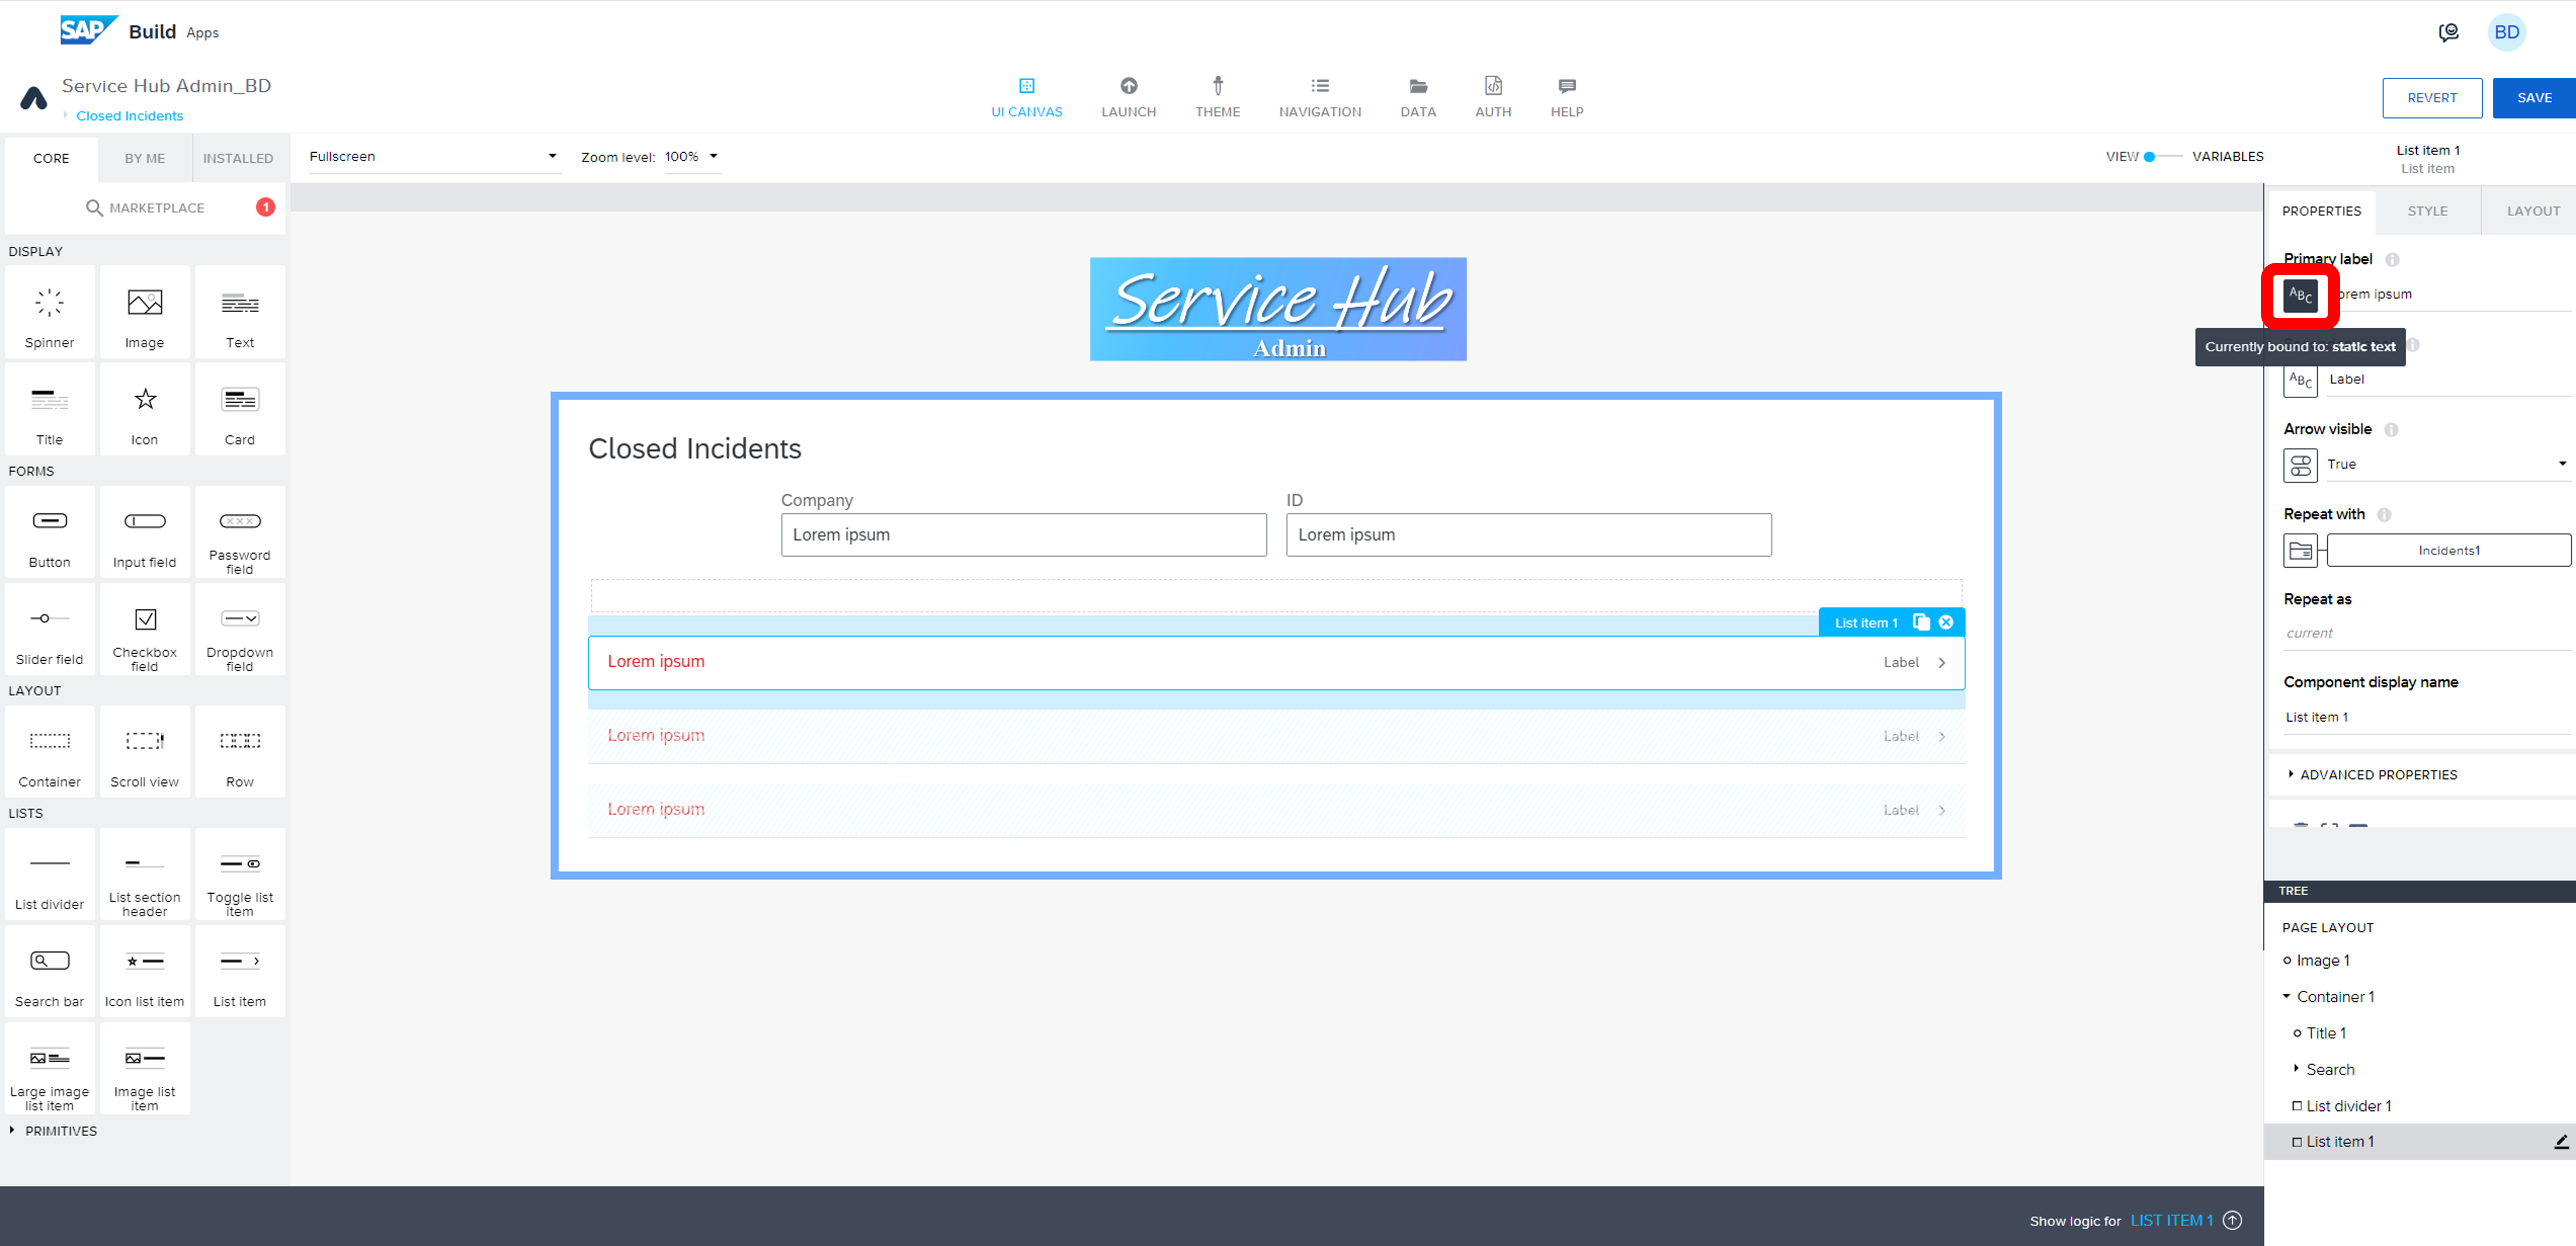 SAP Build Apps
BD
Service Hub Admin_BD
Closed Incidents
UI CANVAS
LAUNCH
THEME
NAVIGATION
DATA
AUTH
HELP
REVERT
SAVE
CORE
BY ME
INSTALLED
Fullscreen
Zoom level: 100%
VIEW
VARIABLES
List item 1
List item
MARKETPLACE
1
PROPERTIES
STYLE
LAYOUT
DISPLAY
Spinner
Image
Text
Title
Icon
Card
FORMS
Button
Input field
Password field
Slider field
Checkbox field
Dropdown field
LAYOUT
Container
Scroll view
Row
LISTS
List divider
List section header
Toggle list item
Search bar
Icon list item
List item
Large image list item
Image list item
PRIMITIVES
Service Hub
Admin
Closed Incidents
Company
ID
Lorem ipsum
Lorem ipsum
List item 1
Lorem ipsum
Label
Lorem ipsum
Label
Lorem ipsum
Label
Primary label
ABC
orem ipsum
Currently bound to: static text
ABC
Label
Arrow visible
True
Repeat with
Incidents1
Repeat as
current
Component display name
List item 1
ADVANCED PROPERTIES
TREE
PAGE LAYOUT
Image 1
Container 1
Title 1
Search
List divider 1
List item 1
Show logic for LIST ITEM 1